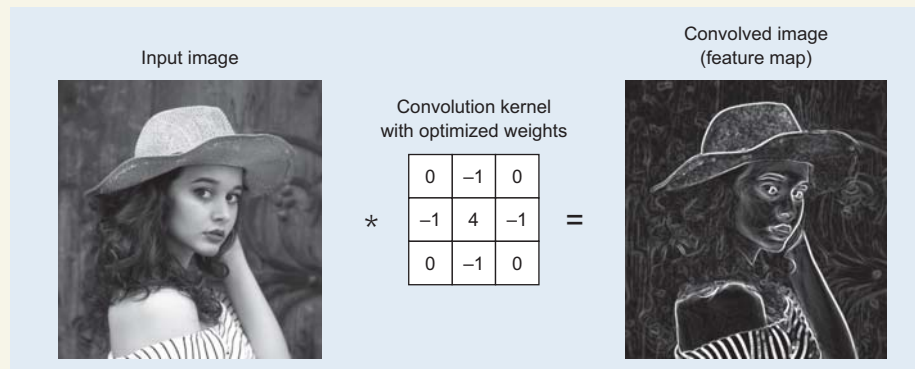 Input image
Convolution kernel
with optimized weights
0 –1 0
–1 4 –1
0 –1 0
*
=
Convolved image
(feature map)